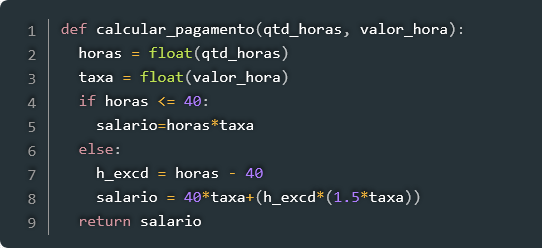 1 def calcular_pagamento(qtd_horas, valor_hora):
2   horas = float(qtd_horas)
3   taxa = float(valor_hora)
4   if horas <= 40:
5     salario=horas*taxa
6   else:
7     h_excd = horas - 40
8     salario = 40*taxa+(h_excd*(1.5*taxa))
9   return salario